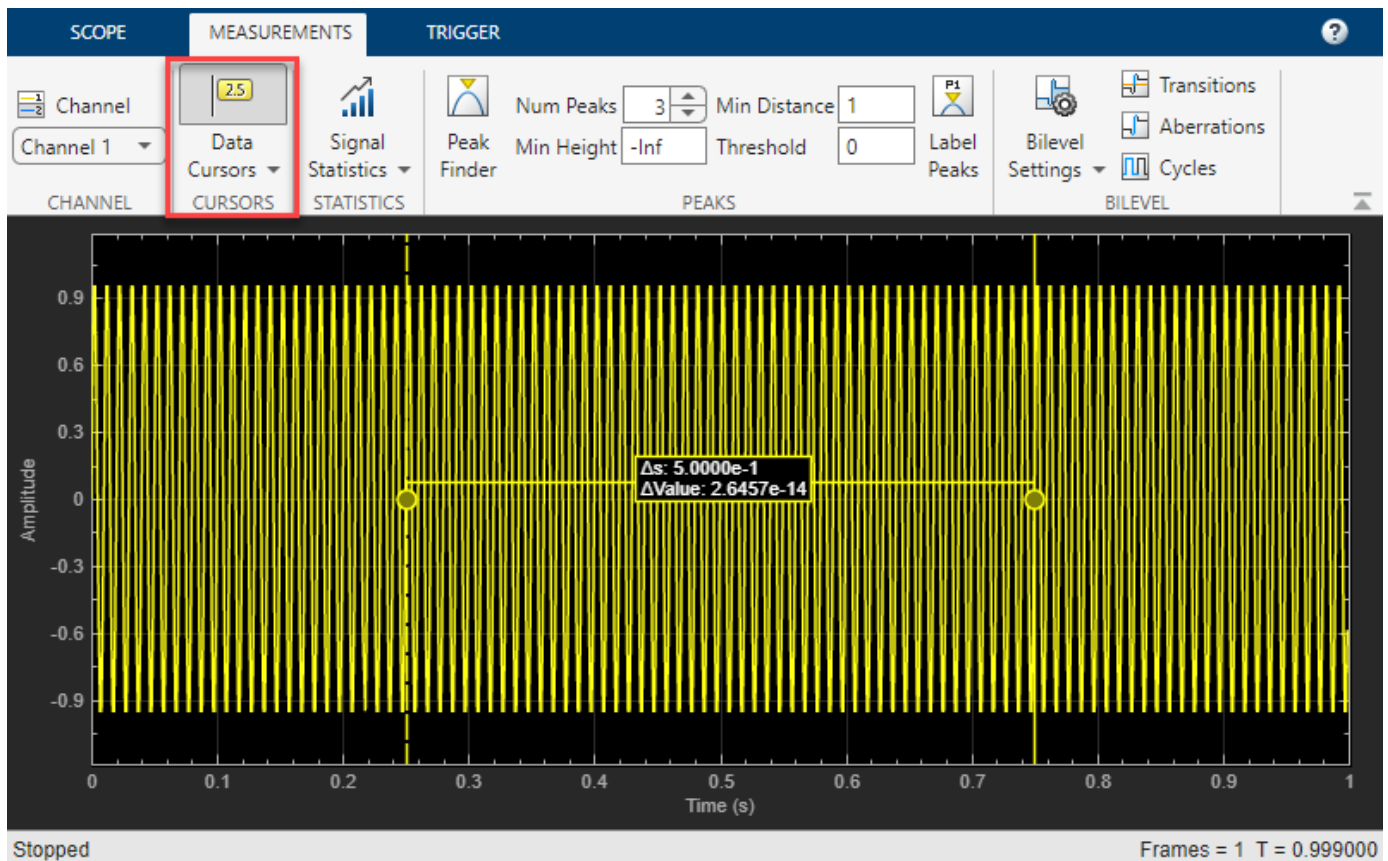 SCOPE MEASUREMENTS TRIGGER ?
Channel
Channel 1
CHANNEL
2.5
Data
Cursors
CURSORS
Signal
Statistics
STATISTICS
Peak
Finder
Num Peaks 3 Min Distance 1
Min Height -Inf Threshold 0
P1
Label
Peaks
PEAKS
Bilevel
Settings
Transitions
Aberrations
Cycles
BILEVEL
Amplitude
0.9
0.6
0.3
0
-0.3
-0.6
-0.9
Δs: 5.0000e-1
ΔValue: 2.6457e-14
0 0.1 0.2 0.3 0.4 0.5 0.6 0.7 0.8 0.9 1
Time (s)
Stopped Frames = 1 T = 0.999000